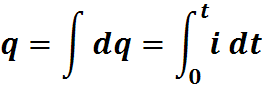 q = ∫ dq = ∫₀ᵗ i dt